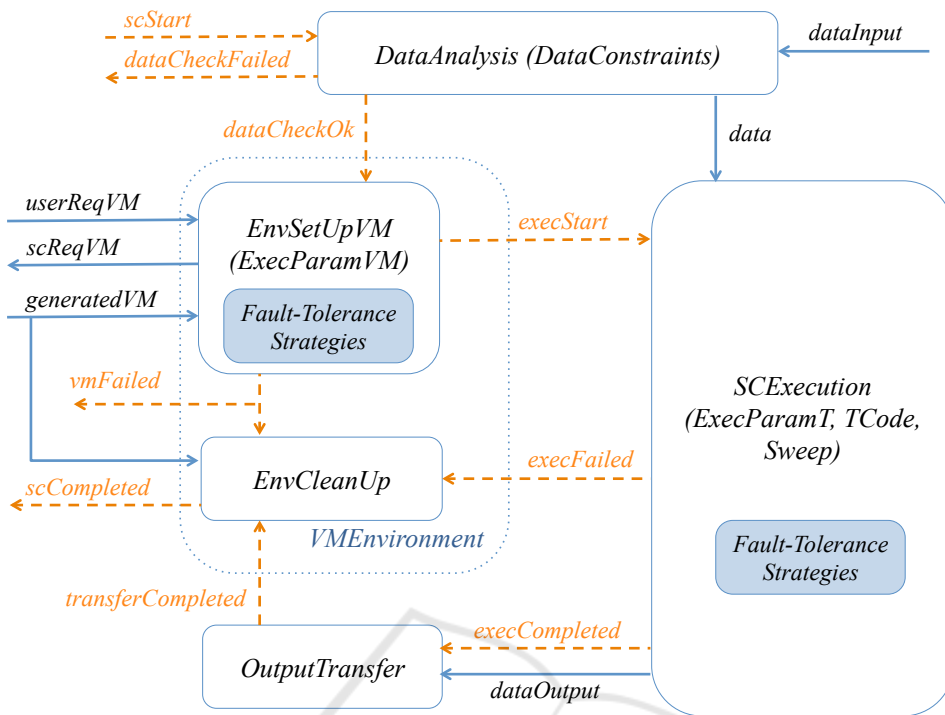 scStart
dataCheckFailed
DataAnalysis (DataConstraints)
dataInput
dataCheckOk
data
userReqVM
scReqVM
generatedVM
EnvSetUpVM
(ExecParamVM)
Fault-Tolerance
Strategies
execStart
vmFailed
SCExecution
(ExecParamT, TCode,
Sweep)
EnvCleanUp
execFailed
scCompleted
VMEnvironment
Fault-Tolerance
Strategies
transferCompleted
execCompleted
OutputTransfer
dataOutput